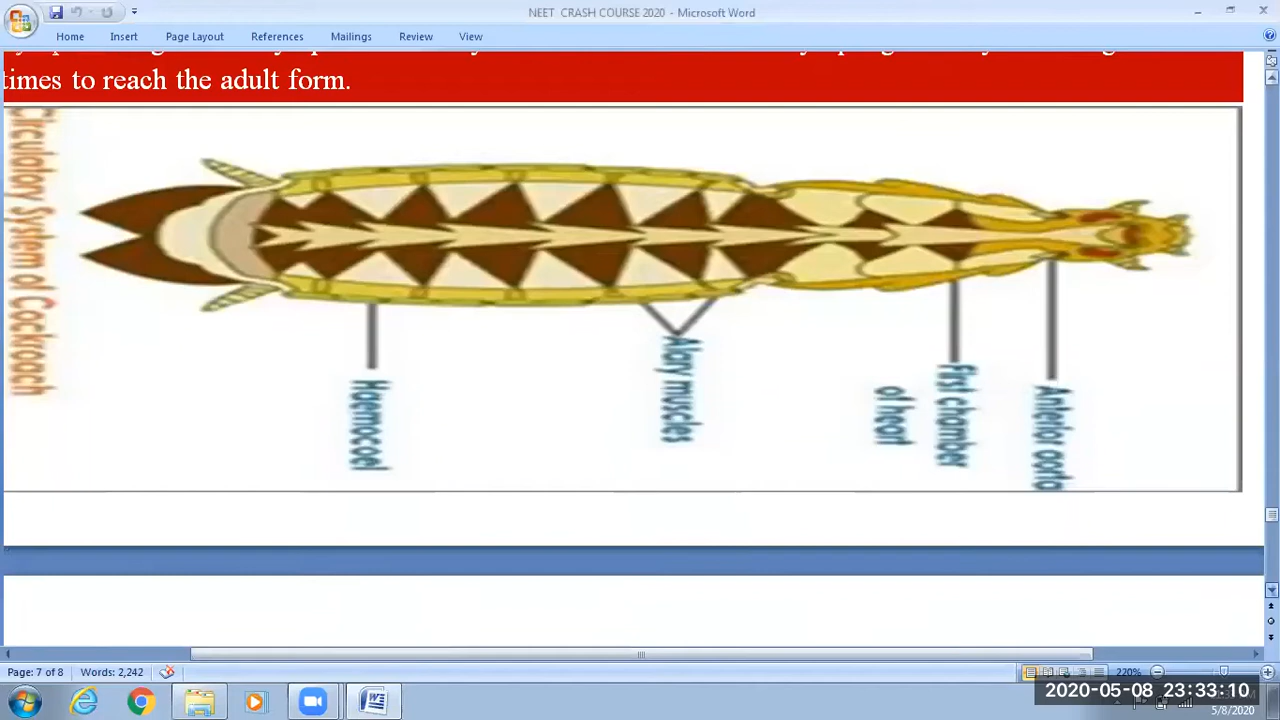 NEET CRASH COURSE 2020 - Microsoft Word
Home Insert Page Layout References Mailings Review View
times to reach the adult form.
Circulatory System of Cockroach
Haemocoel
Alary muscles
First chamber
of heart
Anterior aorta
Page: 7 of 8 Words: 2,242 220%
2020-05-08 23:33:10
5/8/2020